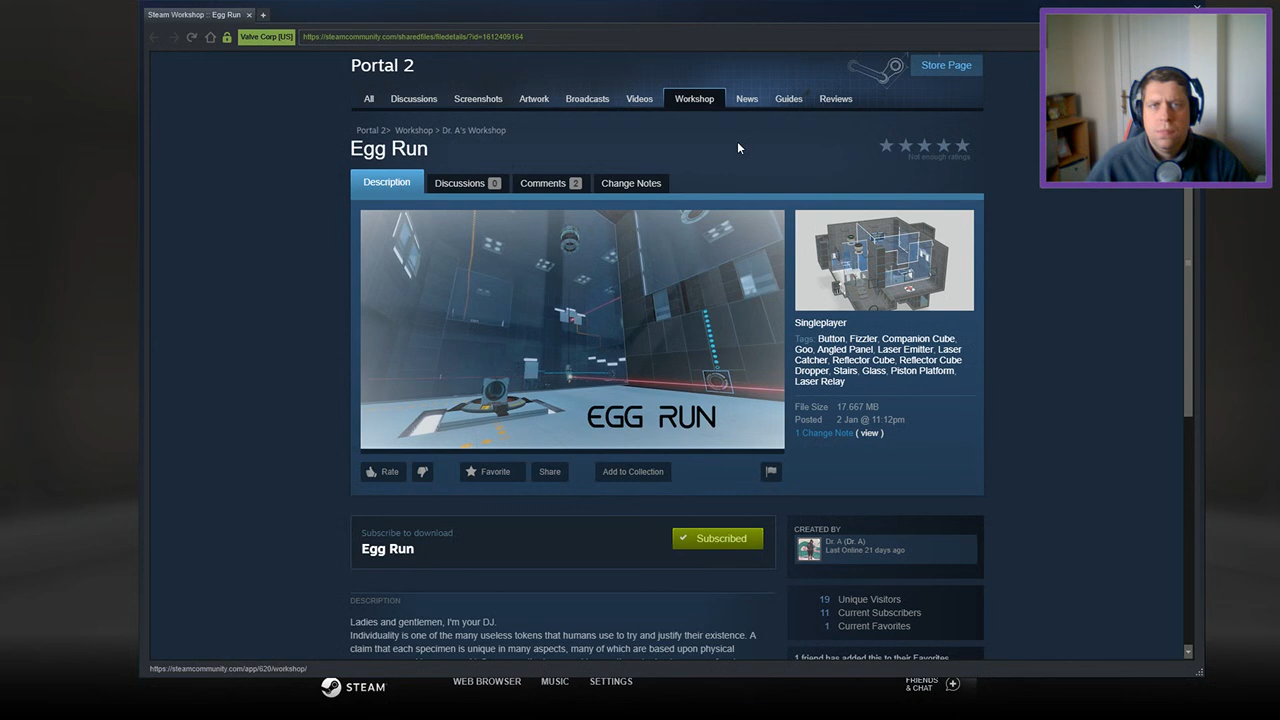 Steam Workshop :: Egg Run
Valve Corp [US]
https://steamcommunity.com/sharedfiles/filedetails/?id=1612409164
Portal 2
Store Page
All Discussions Screenshots Artwork Broadcasts Videos Workshop News Guides Reviews
Portal 2> Workshop > Dr. A's Workshop
Egg Run
Not enough ratings
Description Discussions 0 Comments 2 Change Notes
EGG RUN
Singleplayer
Tags: Button, Fizzler, Companion Cube,
Goo, Angled Panel, Laser Emitter, Laser
Catcher, Reflector Cube, Reflector Cube
Dropper, Stairs, Glass, Piston Platform,
Laser Relay
File Size 17.667 MB
Posted 2 Jan @ 11:12pm
1 Change Note ( view )
Rate Favorite Share Add to Collection
Subscribe to download
Egg Run
Subscribed
CREATED BY
Dr. A (Dr. A)
Last Online 21 days ago
19 Unique Visitors
11 Current Subscribers
1 Current Favorites
DESCRIPTION
Ladies and gentlemen, I'm your DJ.
Individuality is one of the many useless tokens that humans use to try and justify their existence. A
claim that each specimen is unique in many aspects, many of which are based upon physical
1 friend has added this to their Favorites
https://steamcommunity.com/app/620/workshop/
STEAM
WEB BROWSER MUSIC SETTINGS
FRIENDS
& CHAT